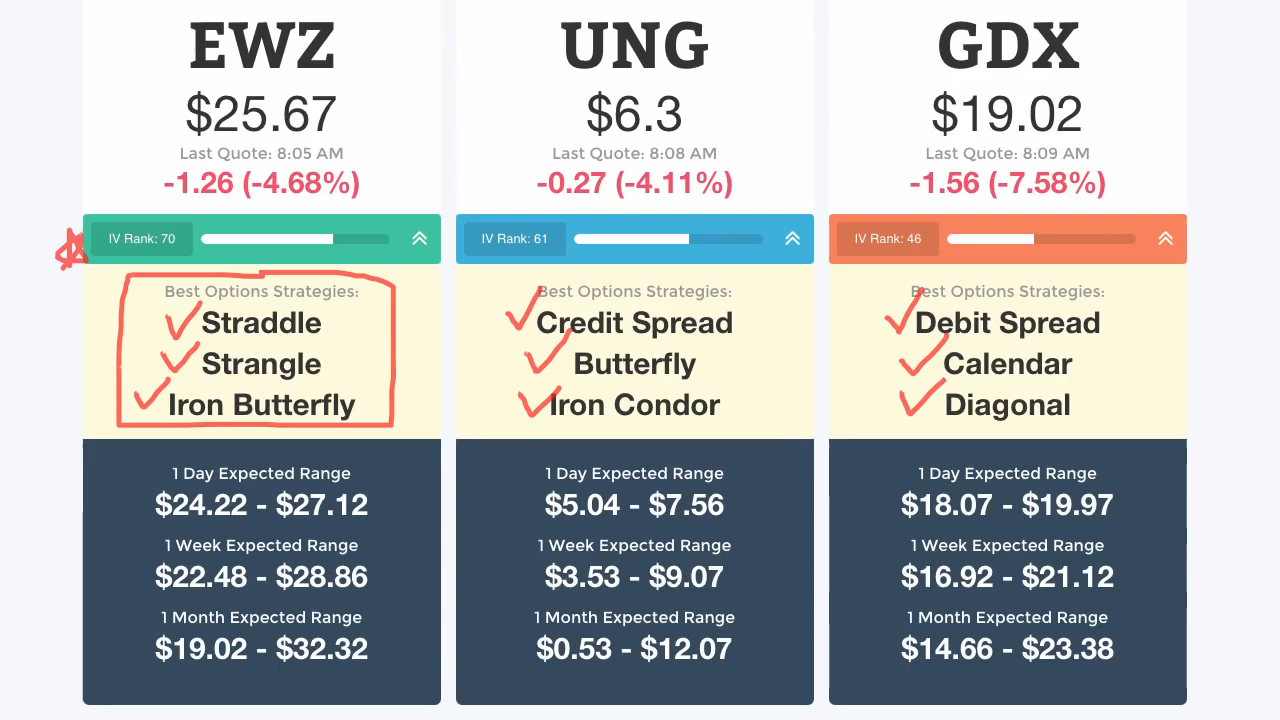 EWZ
$25.67
Last Quote: 8:05 AM
-1.26 (-4.68%)
IV Rank: 70
Best Options Strategies:
Straddle
Strangle
Iron Butterfly
1 Day Expected Range
$24.22 - $27.12
1 Week Expected Range
$22.48 - $28.86
1 Month Expected Range
$19.02 - $32.32
UNG
$6.3
Last Quote: 8:08 AM
-0.27 (-4.11%)
IV Rank: 61
Best Options Strategies:
Credit Spread
Butterfly
Iron Condor
1 Day Expected Range
$5.04 - $7.56
1 Week Expected Range
$3.53 - $9.07
1 Month Expected Range
$0.53 - $12.07
GDX
$19.02
Last Quote: 8:09 AM
-1.56 (-7.58%)
IV Rank: 46
Best Options Strategies:
Debit Spread
Calendar
Diagonal
1 Day Expected Range
$18.07 - $19.97
1 Week Expected Range
$16.92 - $21.12
1 Month Expected Range
$14.66 - $23.38